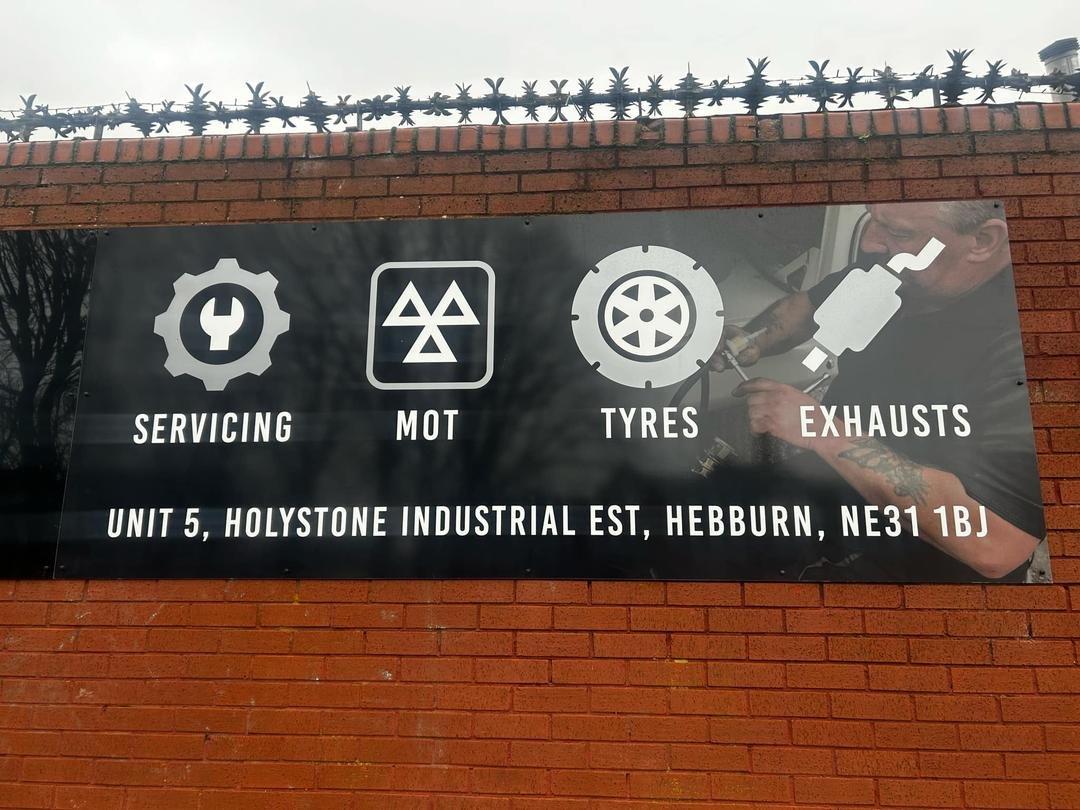 SERVICING MOT TYRES EXHAUSTS
UNIT 5, HOLYSTONE INDUSTRIAL EST, HEBBURN, NE31 1BJ